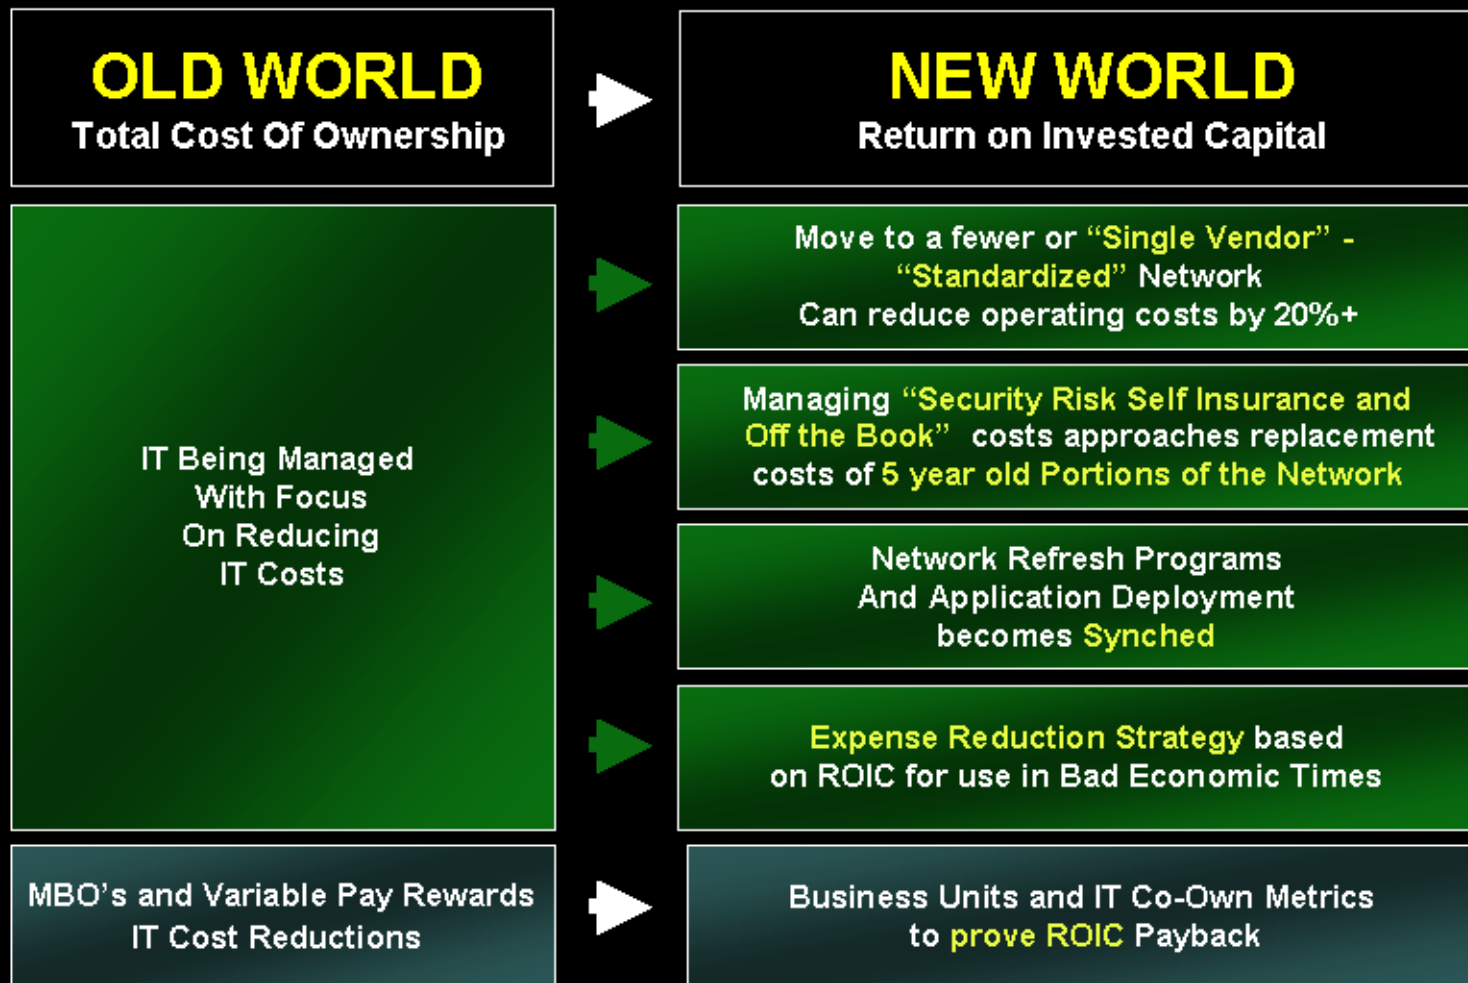 OLD WORLD
Total Cost Of Ownership
NEW WORLD
Return on Invested Capital
IT Being Managed
With Focus
On Reducing
IT Costs
Move to a fewer or “Single Vendor” -
“Standardized” Network
Can reduce operating costs by 20%+
Managing “Security Risk Self Insurance and
Off the Book” costs approaches replacement
costs of 5 year old Portions of the Network
Network Refresh Programs
And Application Deployment
becomes Synched
Expense Reduction Strategy based
on ROIC for use in Bad Economic Times
MBO’s and Variable Pay Rewards
IT Cost Reductions
Business Units and IT Co-Own Metrics
to prove ROIC Payback